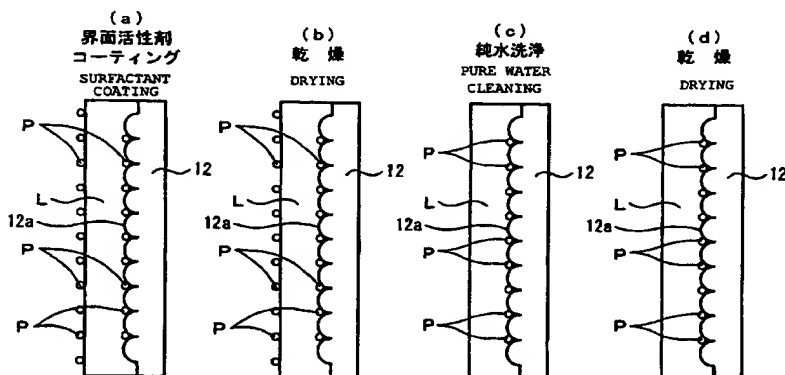 (a)
界面活性剤
コーティング
SURFACTANT
COATING
P
L
12a
P
P
12
(b)
乾 燥
DRYING
P
L
12a
P
P
12
(c)
純水洗浄
PURE WATER
CLEANING
P
L
12a
P
P
12
(d)
乾 燥
DRYING
P
L
12a
P
P
12